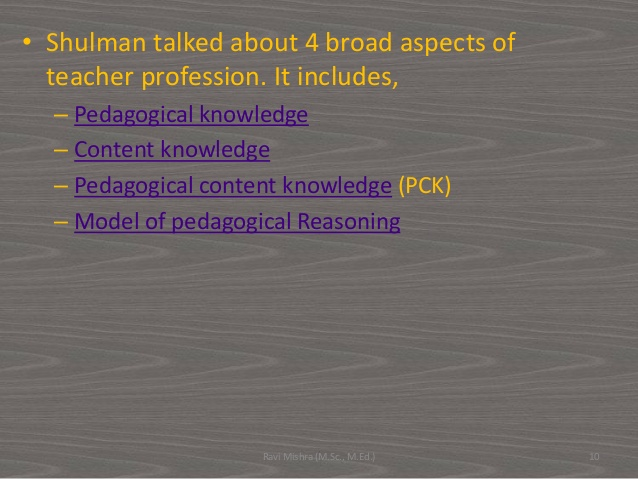 • Shulman talked about 4 broad aspects of
teacher profession. It includes,
– Pedagogical knowledge
– Content knowledge
– Pedagogical content knowledge (PCK)
– Model of pedagogical Reasoning
Ravi Mishra (M.Sc., M.Ed.)
10